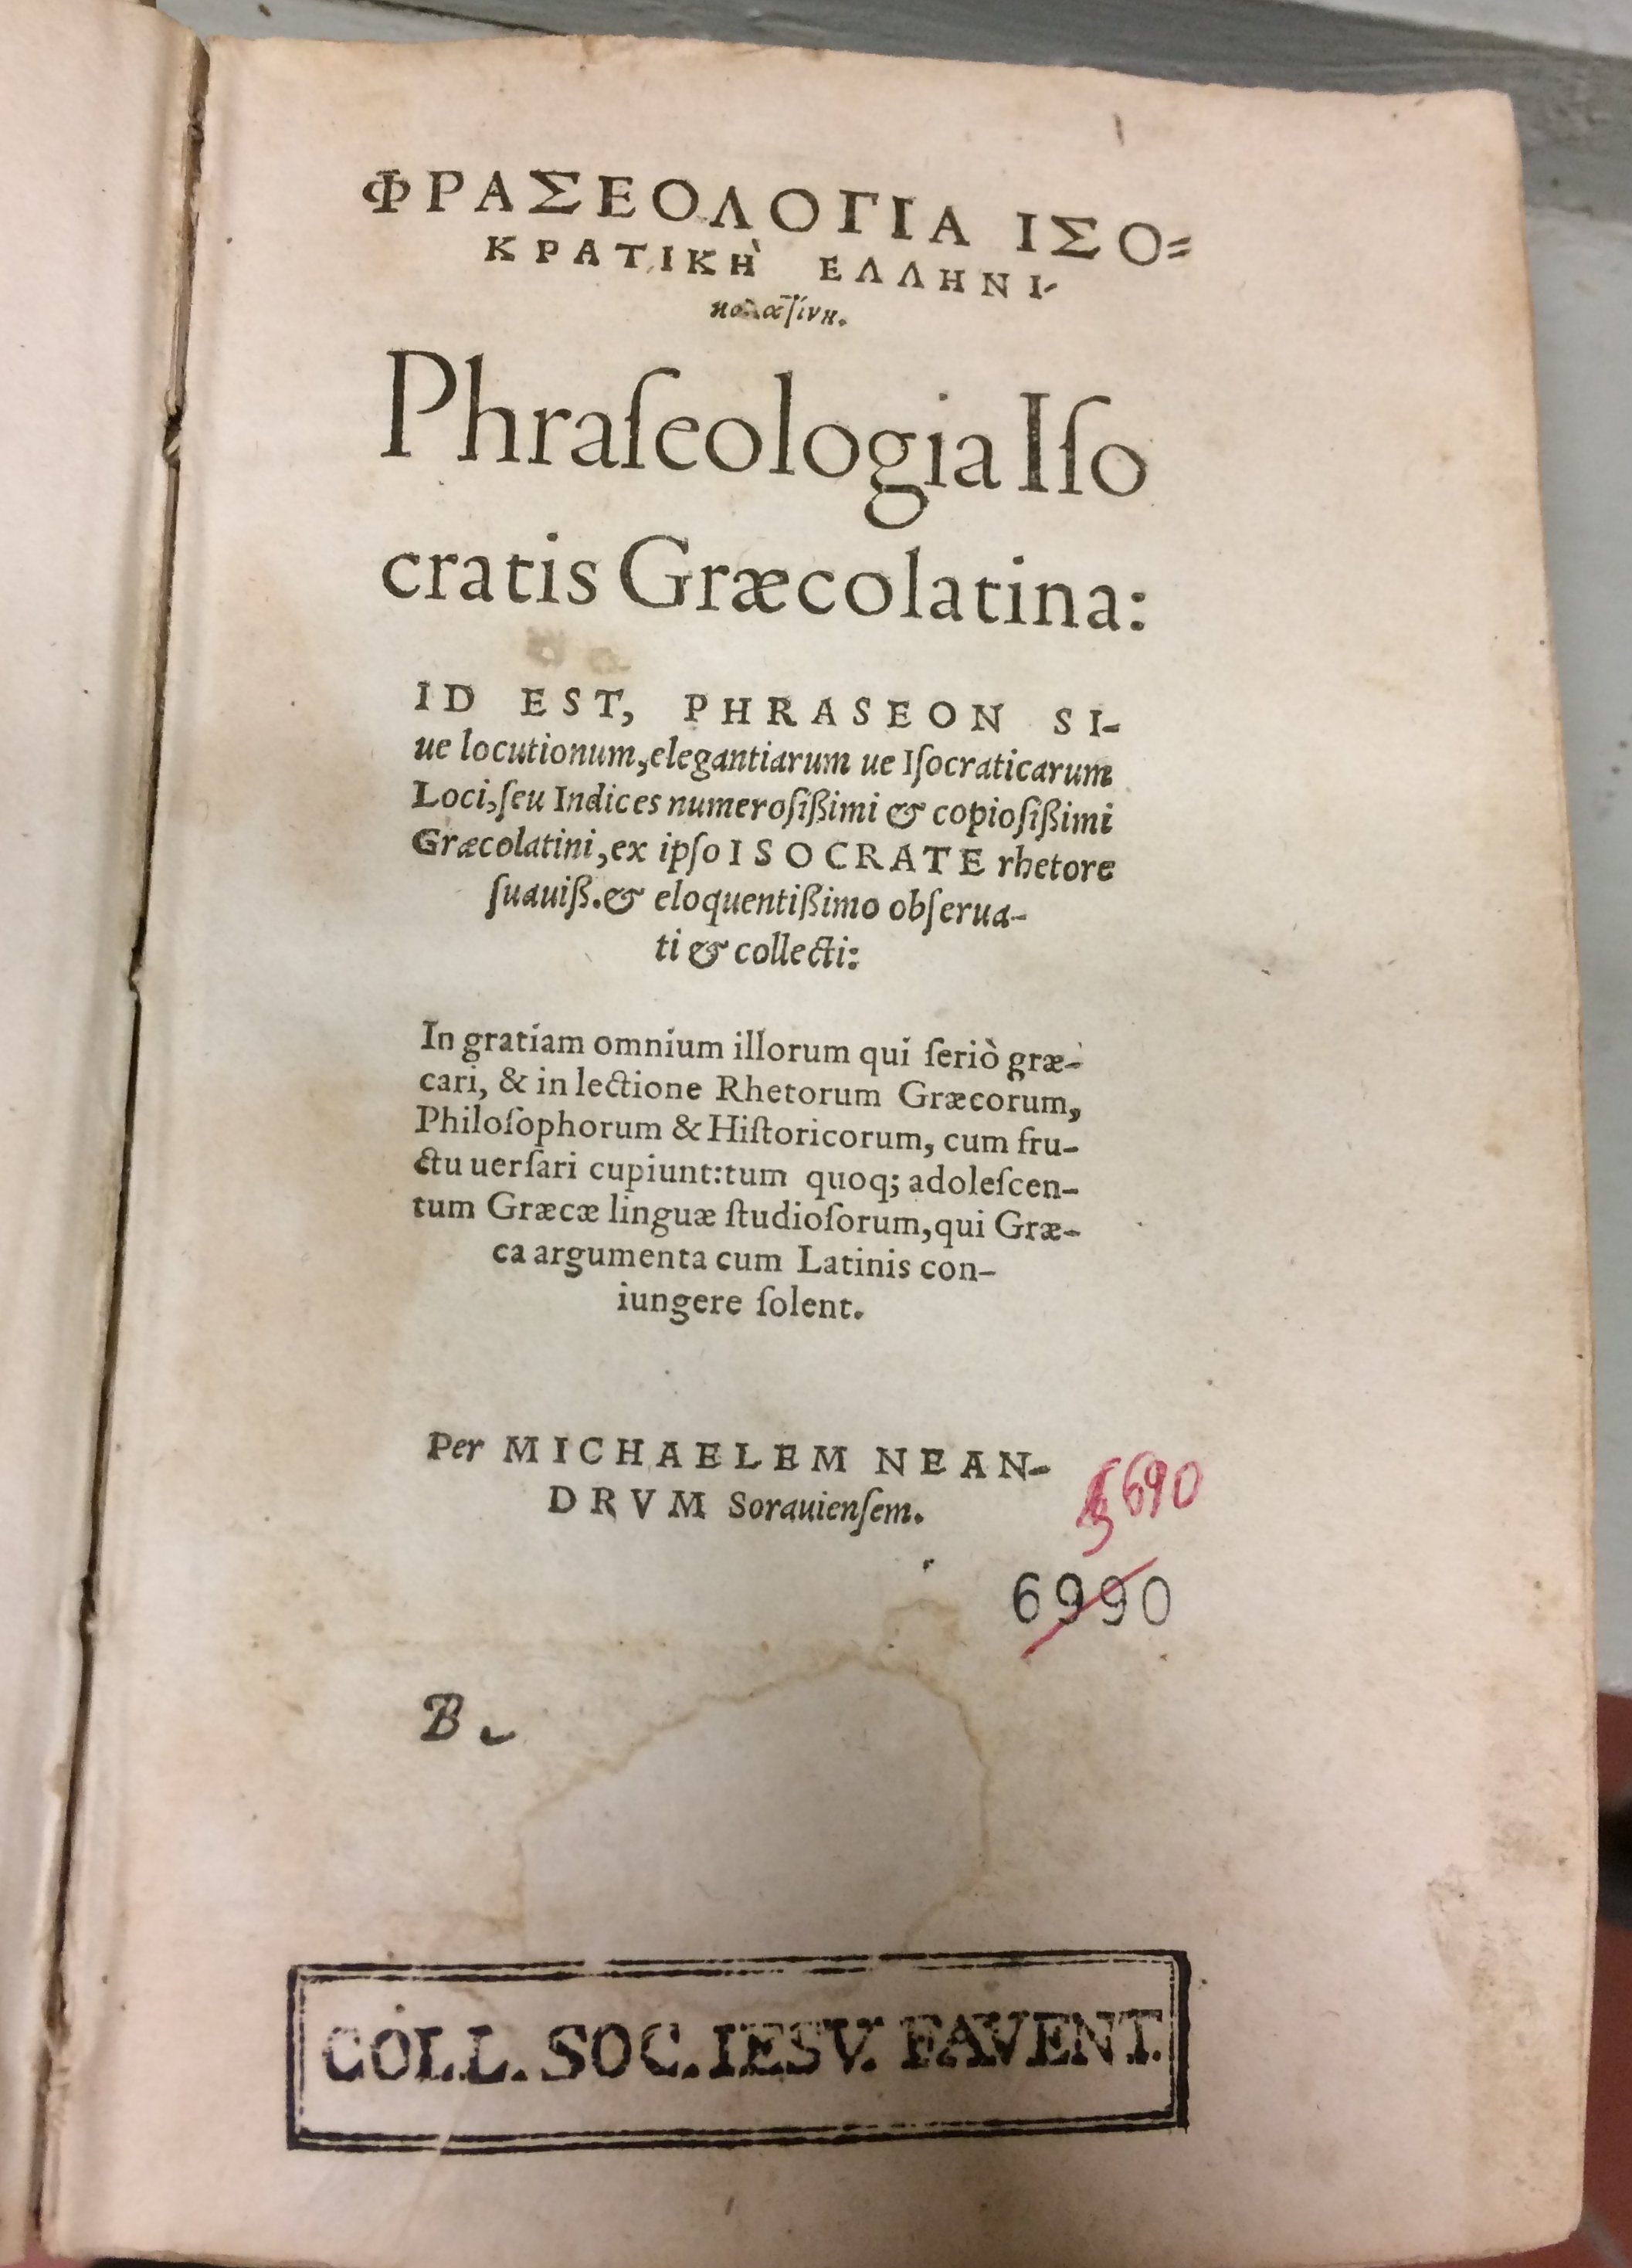 ΦΡΑΣΕΟΛΟΓΙΑ ΙΣΟ=
ΚΡΑΤΙΚῊ ΕΛΛΗΝΙ-
κολατίνη.
Phraſeologia Iſo
cratis Græcolatina:
ID EST, PHRASEON SI-
ue locutionum, elegantiarum ue Iſocraticarum
Loci, ſeu Indices numeroſißimi & copioſißimi
Græcolatini, ex ipſo ISOCRATE rhetore
ſuauiß. & eloquentißimo obſerua-
ti & collecti:
In gratiam omnium illorum qui ſeriò græ-
cari, & in lectione Rhetorum Græcorum,
Philoſophorum & Hiſtoricorum, cum fru-
ctu uerſari cupiunt: tum quoq; adoleſcen-
tum Græcæ linguæ ſtudioſorum, qui Græ-
ca argumenta cum Latinis con-
iungere ſolent.
Per MICHAELEM NEAN-
DRVM Sorauienſem.
6990
B.
COLL. SOC. IESV. FAVENT.